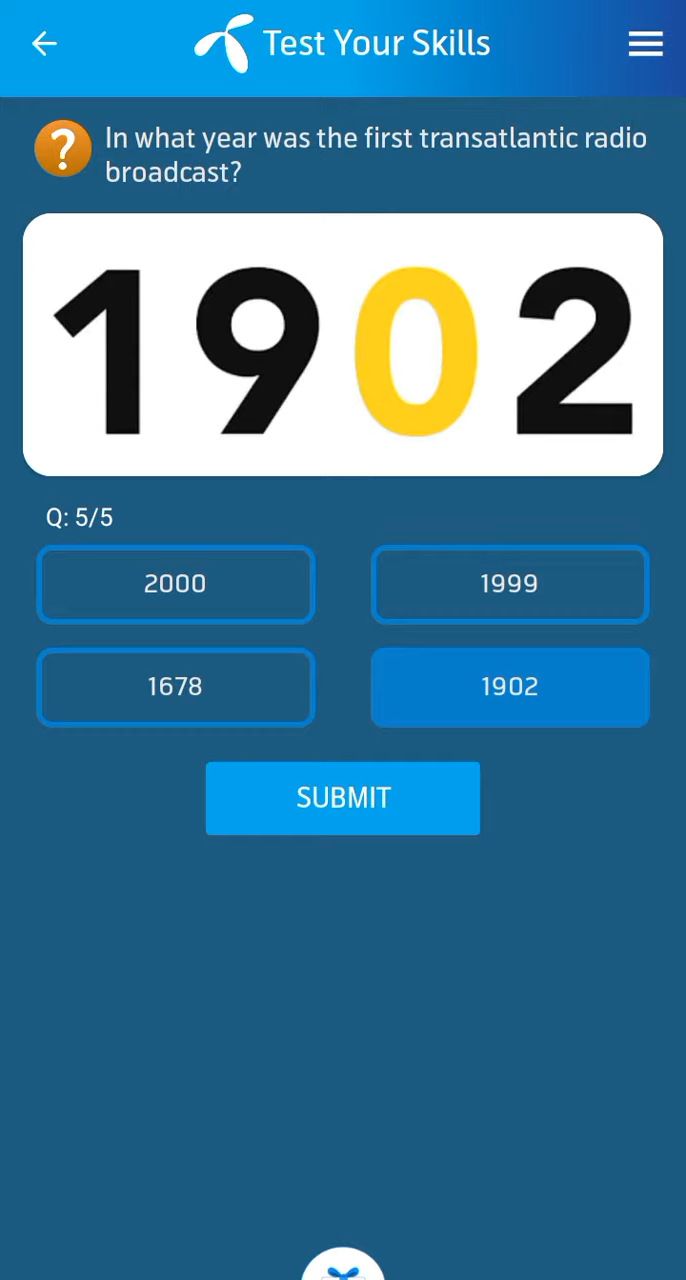 Test Your Skills
In what year was the first transatlantic radio
broadcast?
1902
Q: 5/5
2000
1999
1678
1902
SUBMIT